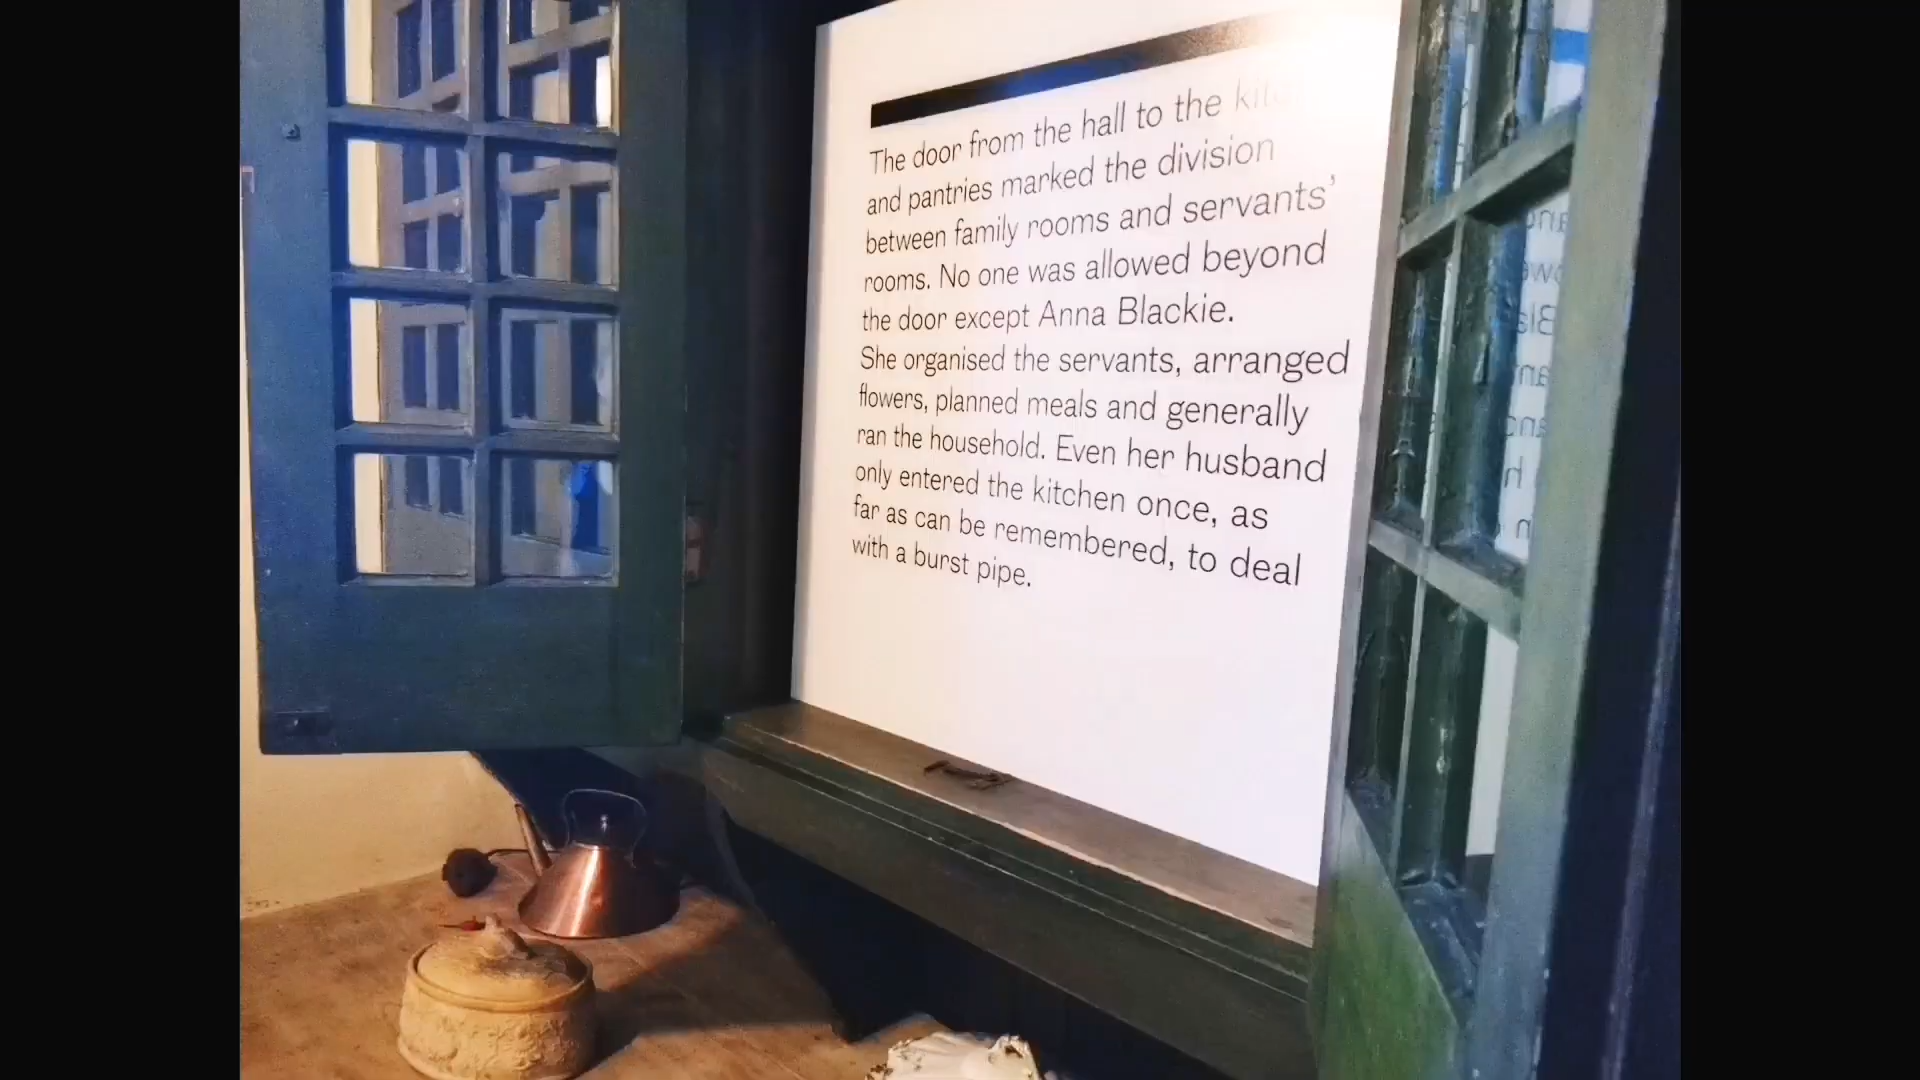 The door from the hall to the
and pantries marked the division
between family rooms and servants’
rooms. No one was allowed beyond
the door except Anna Blackie.
She organised the servants, arranged
flowers, planned meals and generally
ran the household. Even her husband
only entered the kitchen once, as
far as can be remembered, to deal
with a burst pipe.